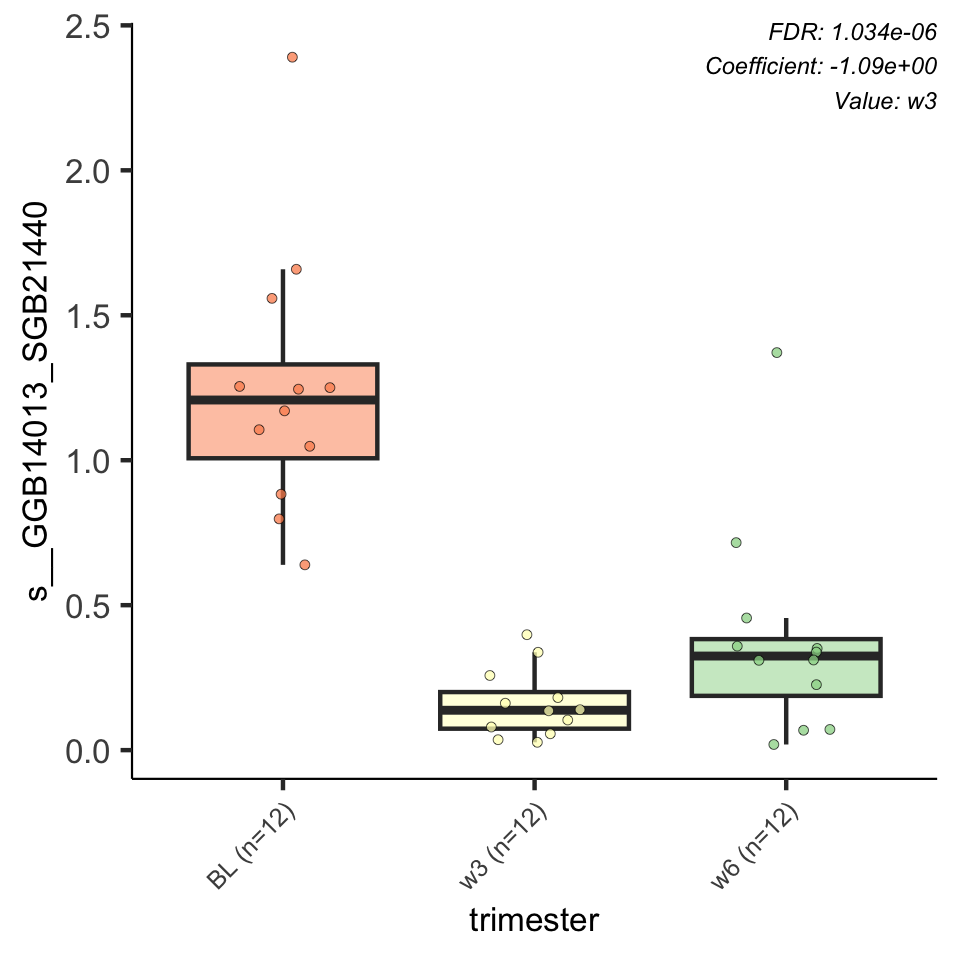 FDR: 1.034e-06
Coefficient: -1.09e+00
Value: w3
s__GGB14013_SGB21440
2.5
2.0
1.5
1.0
0.5
0.0
BL (n=12)
w3 (n=12)
w6 (n=12)
trimester